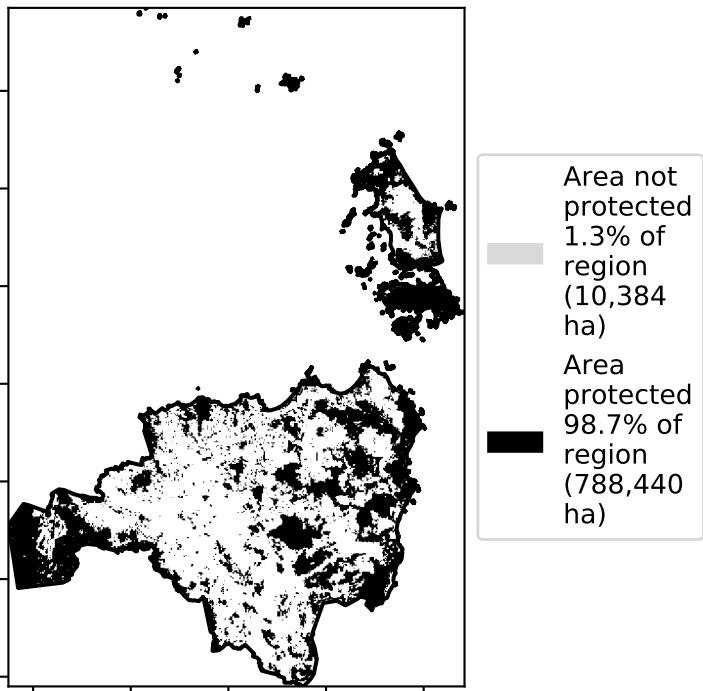 Area not
protected
1.3% of
region
(10,384
ha)
Area
protected
98.7% of
region
(788,440
ha)